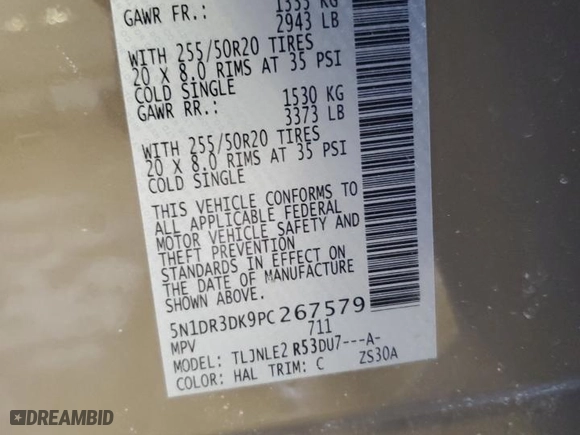 GAWR FR.: 1335 KG
2943 LB
WITH 255/50R20 TIRES
20 X 8.0 RIMS AT 35 PSI
COLD SINGLE
GAWR RR.: 1530 KG
3373 LB
WITH 255/50R20 TIRES
20 X 8.0 RIMS AT 35 PSI
COLD SINGLE
THIS VEHICLE CONFORMS TO
ALL APPLICABLE FEDERAL
MOTOR VEHICLE SAFETY AND
THEFT PREVENTION
STANDARDS IN EFFECT ON
THE DATE OF MANUFACTURE
SHOWN ABOVE.
5N1DR3DK9PC267579
MPV 711
MODEL: TLJNLE2 R53DU7---A-
COLOR: HAL TRIM: C ZS30A
DREAMBID